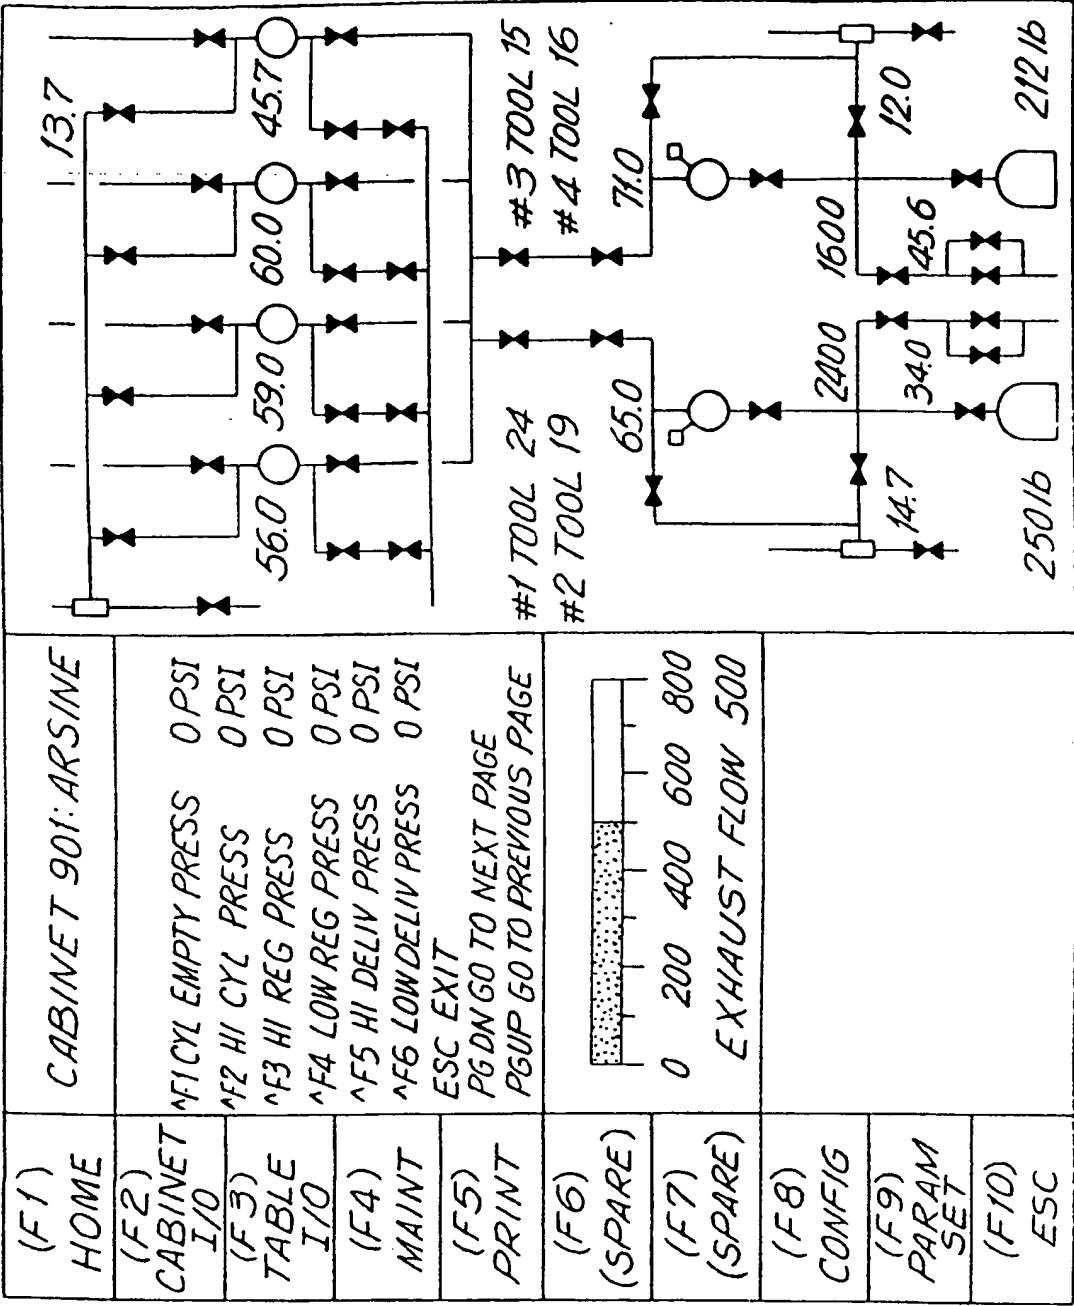 (F1)
HOME
(F2)
CABINET
I/O
(F3)
TABLE
I/O
(F4)
MAINT
(F5)
PRINT
(F6)
(SPARE)
(F7)
(SPARE)
(F8)
CONFIG
(F9)
PARAM
SET
(F10)
ESC
CABINET 901: ARSINE
^F1 CYL EMPTY PRESS 0 PSI
^F2 HI CYL PRESS 0 PSI
^F3 HI REG PRESS 0 PSI
^F4 LOW REG PRESS 0 PSI
^F5 HI DELIV PRESS 0 PSI
^F6 LOW DELIV PRESS 0 PSI
ESC EXIT
PG DN GO TO NEXT PAGE
PGUP GO TO PREVIOUS PAGE
0 200 400 600 800
EXHAUST FLOW 500
13.7
56.0 59.0 60.0 45.7
#1 TOOL 24 #3 TOOL 15
#2 TOOL 19 #4 TOOL 16
65.0 71.0
2400 1600
14.7 34.0 45.6 12.0
250 lb 212 lb